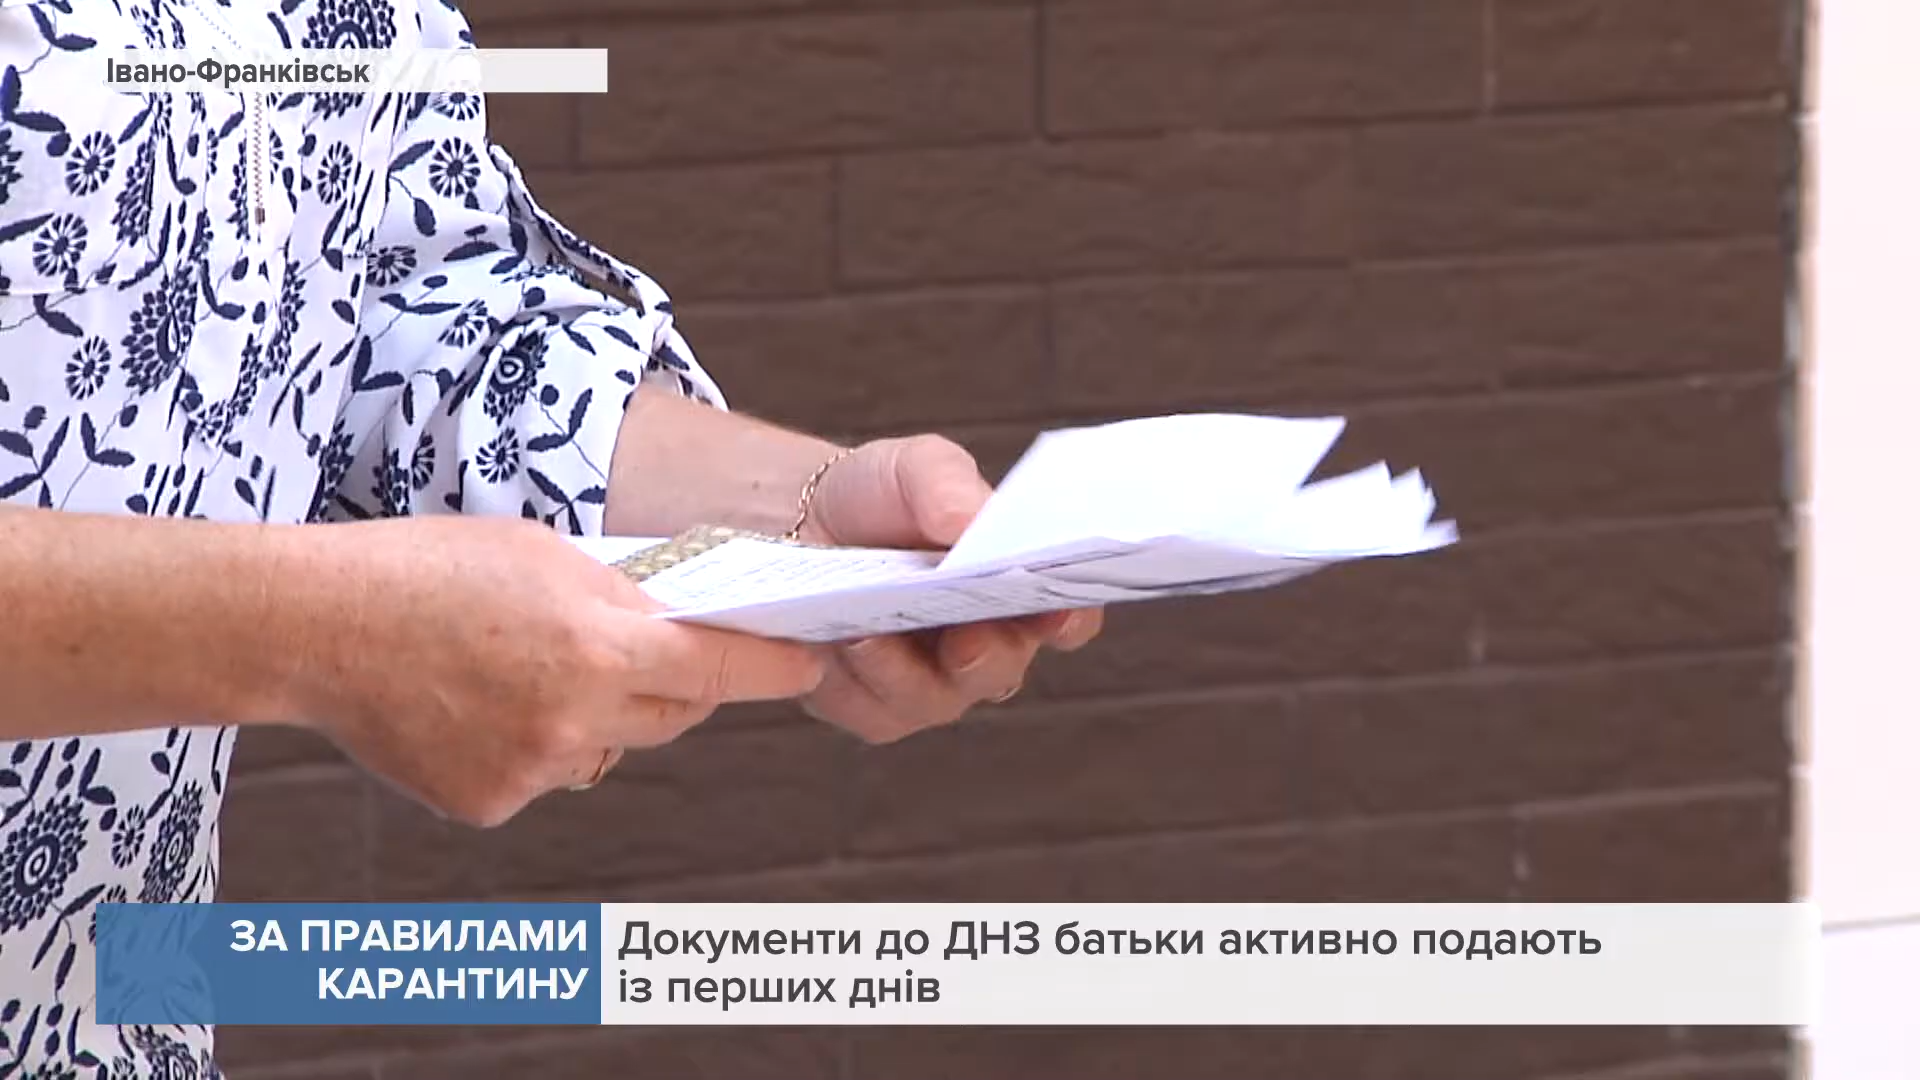 Івано-Франківськ
ЗА ПРАВИЛАМИ
КАРАНТИНУ
Документи до ДНЗ батьки активно подають
із перших днів